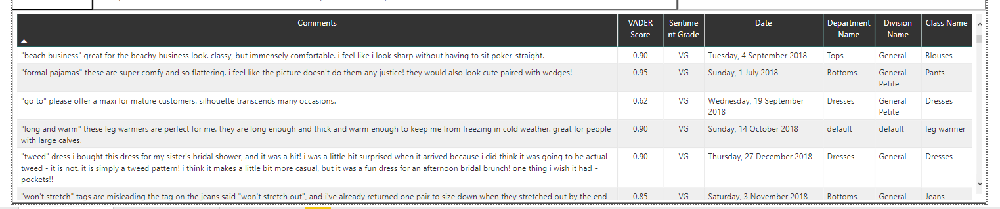 Comments
VADER Score
Sentime nt Grade
Date
Department Name
Division Name
Class Name
"beach business" great for the beachy business look. classy, but immensely comfortable. i feel like i look sharp without having to sit poker-straight.
0.90
VG
Tuesday, 4 September 2018
Tops
General
Blouses
"formal pajamas" these are super comfy and so flattering. i feel like the picture doesn't do them any justice! they would also look cute paired with wedges!
0.95
VG
Sunday, 1 July 2018
Bottoms
General
Petite
Pants
"go to" please offer a maxi for mature customers. silhouette transcends many occasions.
0.62
VG
Wednesday, 19 September
2018
Dresses
General
Petite
Dresses
"long and warm" these leg warmers are perfect for me. they are long enough and thick and warm enough to keep me from freezing in cold weather. great for people
with large calves.
0.90
VG
Sunday, 14 October 2018
default
default
leg warmer
"tweed" dress i bought this dress for my sister's bridal shower, and it was a hit! i was a little bit surprised when it arrived because i did think it was going to be actual
tweed - it is not. it is simply a tweed pattern! i think it makes a little bit more casual, but it was a fun dress for an afternoon bridal brunch! one thing i wish it had -
pockets!!
0.90
VG
Thursday, 27 December 2018
Dresses
General
Dresses
"won't stretch" tags are misleading the tag on the jeans said "won't stretch out", and i've already returned one pair to size down when they stretched out by the end
0.85
VG
Saturday, 3 November 2018
Bottoms
General
Jeans